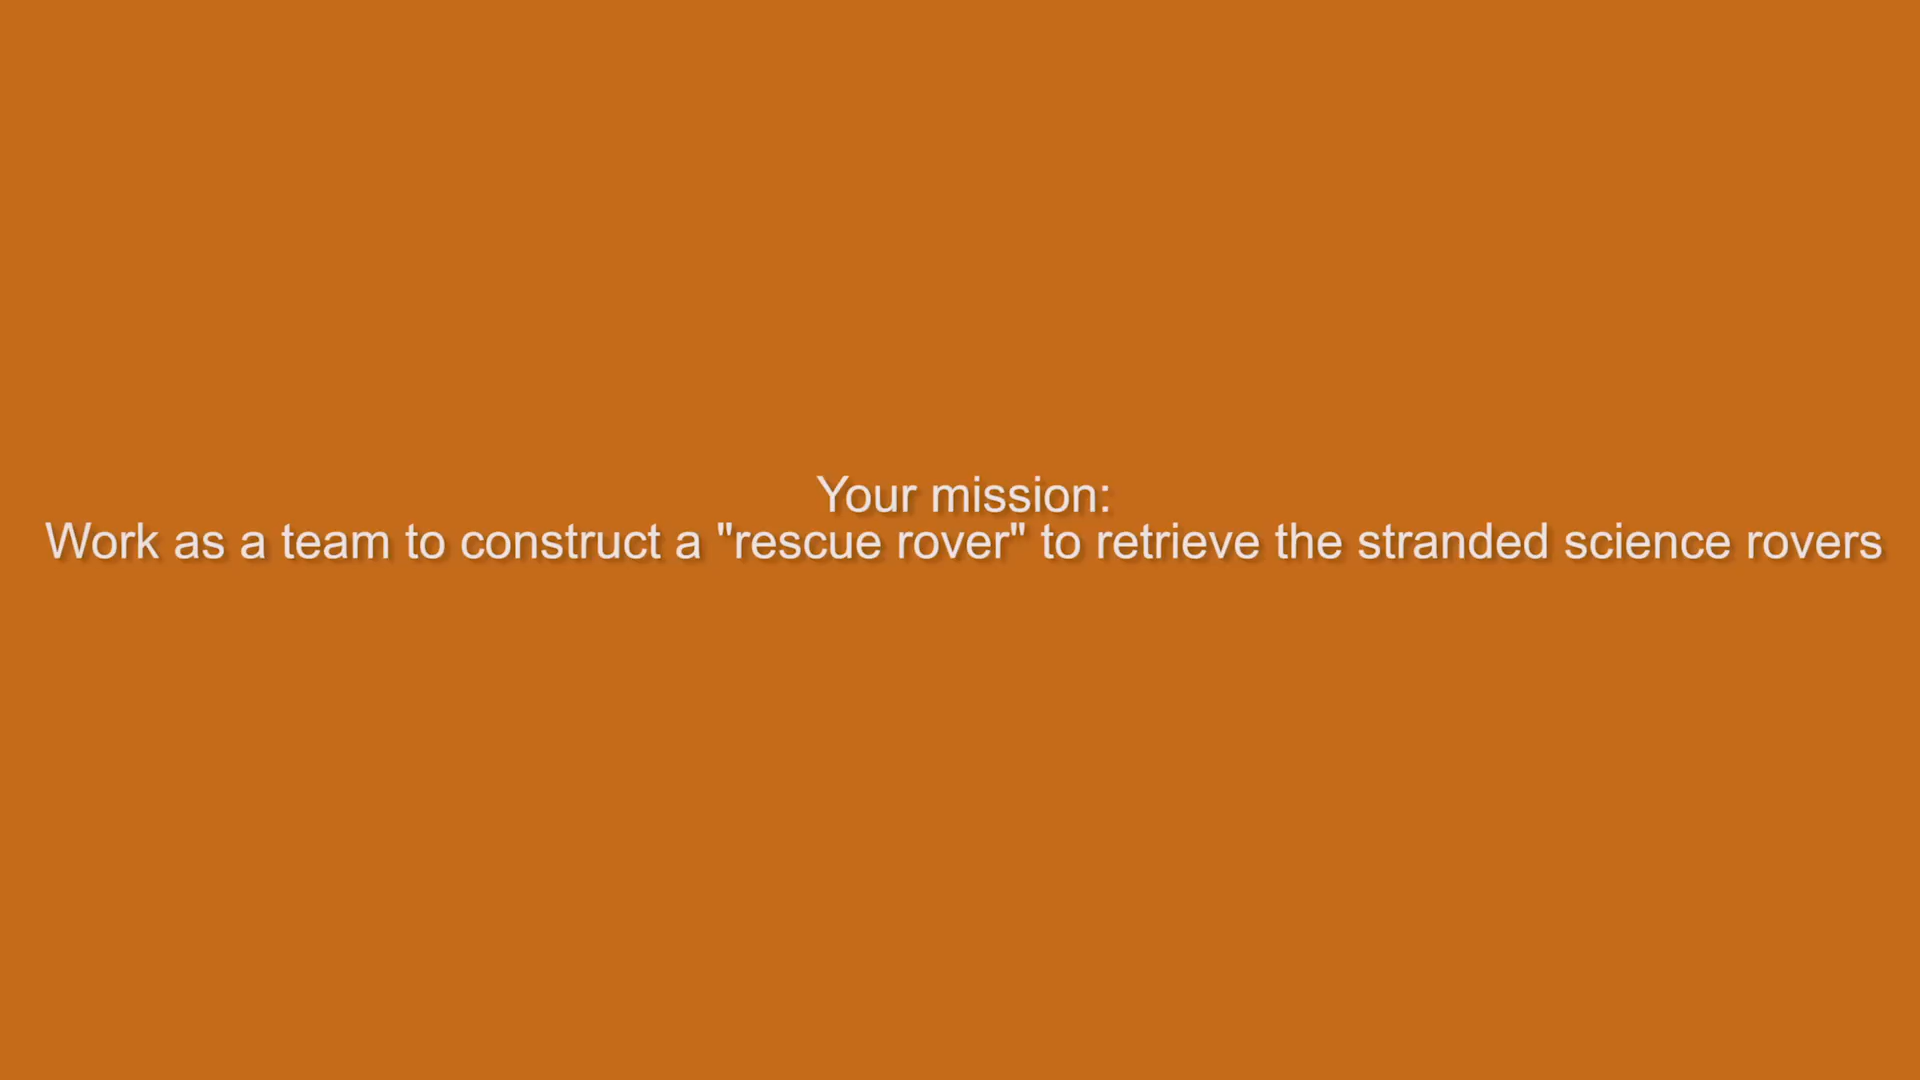 Your mission:
Work as a team to construct a "rescue rover" to retrieve the stranded science rovers